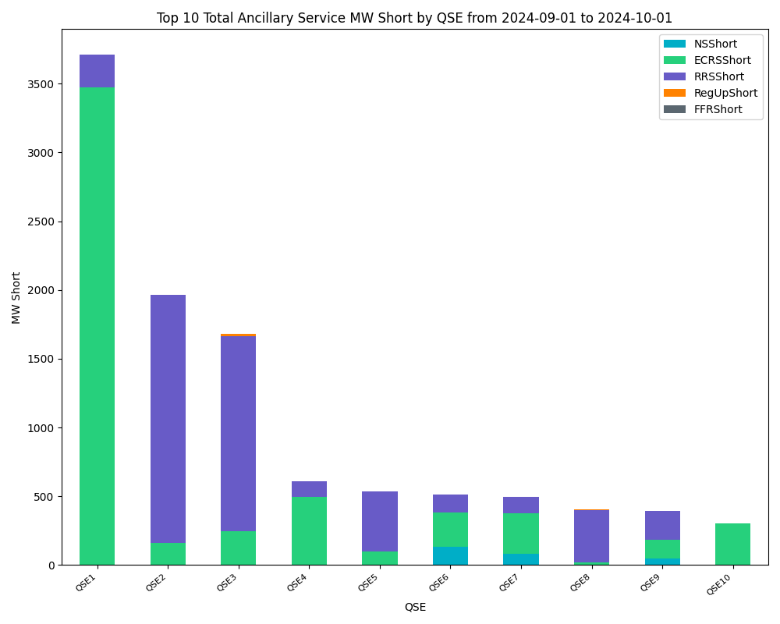 Top 10 Total Ancillary Service MW Short by QSE from 2024-09-01 to 2024-10-01
NSShort
ECRSShort
RRSShort
RegUpShort
FFRShort
MW Short
3500
3000
2500
2000
1500
1000
500
0
QSE1
QSE2
QSE3
QSE4
QSE5
QSE6
QSE7
QSE8
QSE9
QSE10
QSE